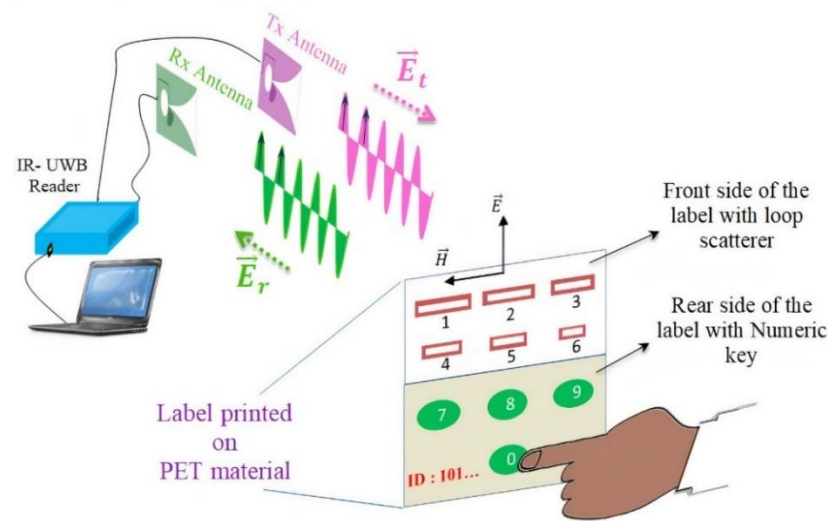 Tx Antenna
Rx Antenna
E⃗t
IR- UWB
Reader
E⃗r
E⃗
H⃗
Front side of the
label with loop
scatterer
1 2 3
4 5 6
Rear side of the
label with Numeric
key
7 8 9
0
ID : 101...
Label printed
on
PET material